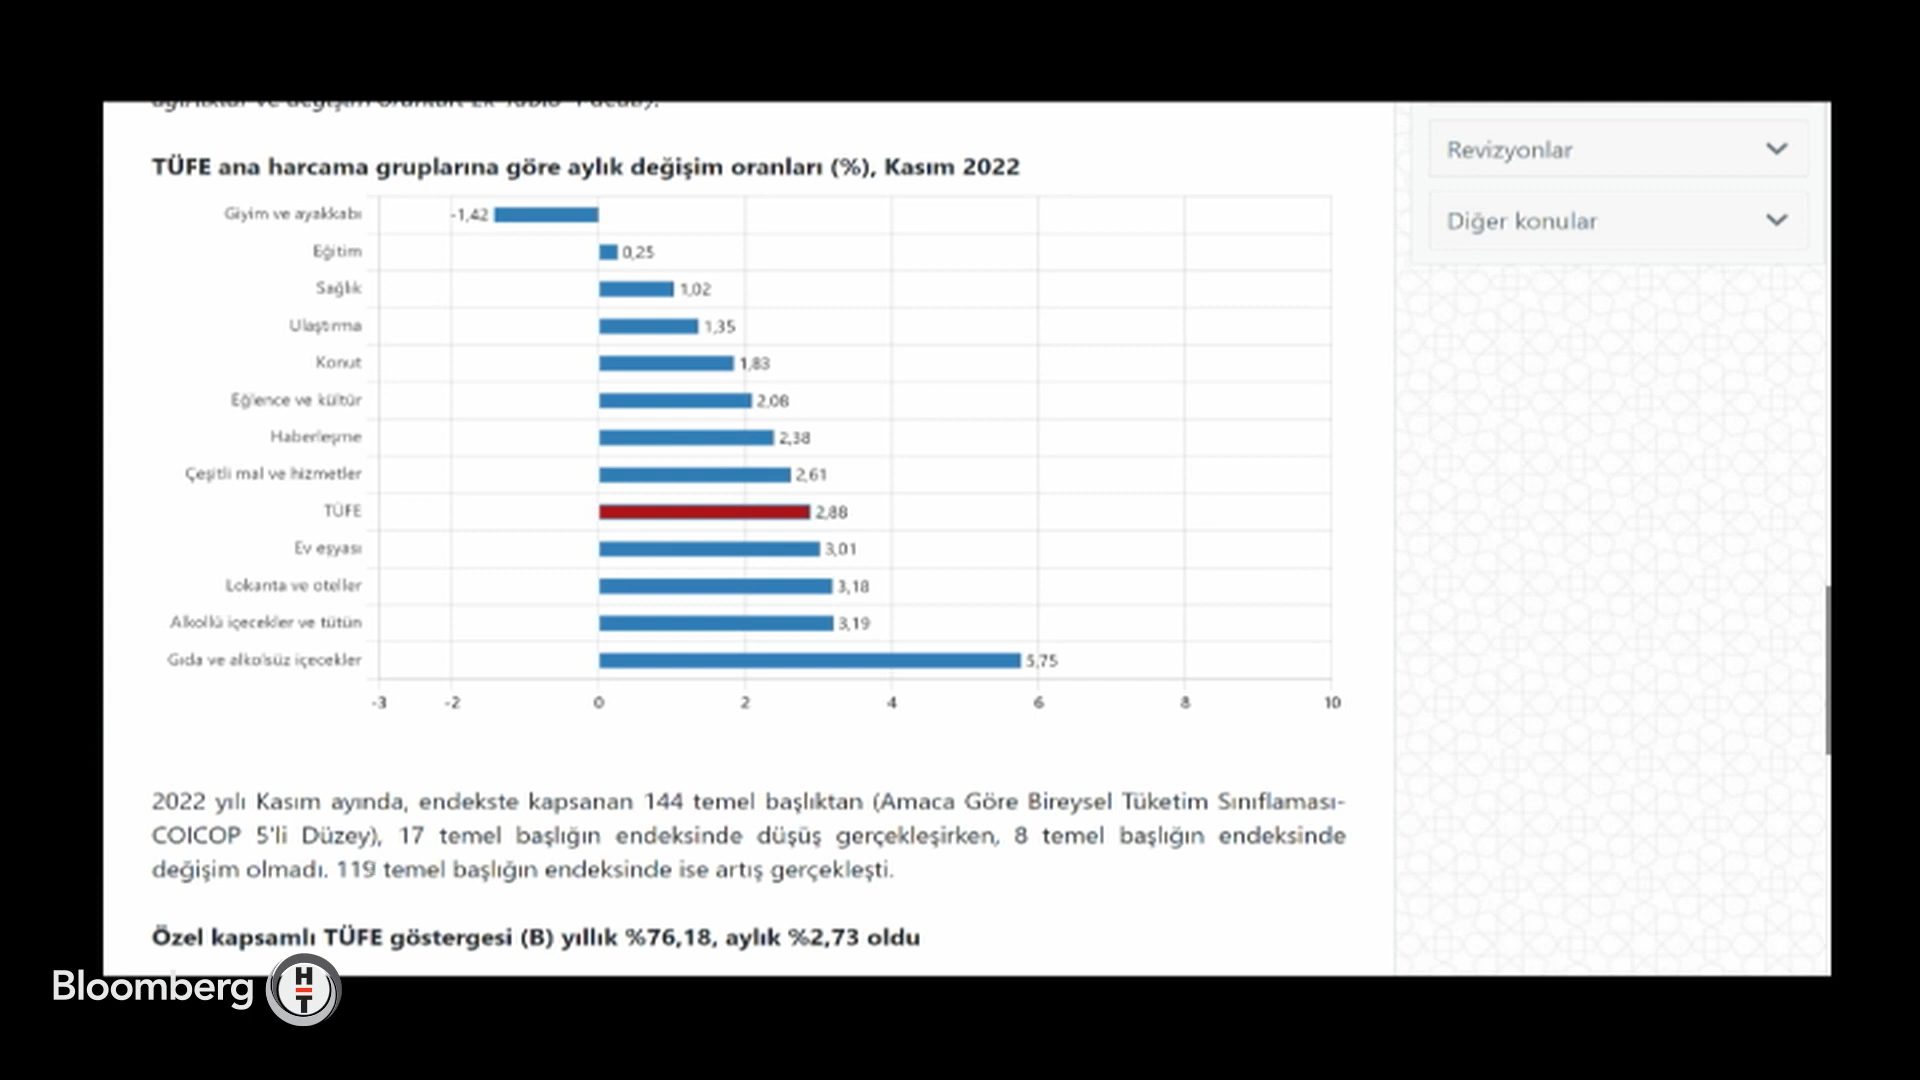 TÜFE ana harcama gruplarına göre aylık değişim oranları (%), Kasım 2022
Giyim ve ayakkabı -1,42
Eğitim 0,25
Sağlık 1,02
Ulaştırma 1,35
Konut 1,83
Eğlence ve kültür 2,08
Haberleşme 2,38
Çeşitli mal ve hizmetler 2,61
TÜFE 2,88
Ev eşyası 3,01
Lokanta ve oteller 3,18
Alkollü içecekler ve tütün 3,19
Gıda ve alkolsüz içecekler 5,75
-3 -2 0 2 4 6 8 10
2022 yılı Kasım ayında, endekste kapsanan 144 temel başlıktan (Amaca Göre Bireysel Tüketim Sınıflaması-
COICOP 5'li Düzey), 17 temel başlığın endeksinde düşüş gerçekleşirken, 8 temel başlığın endeksinde
değişim olmadı. 119 temel başlığın endeksinde ise artış gerçekleşti.
Özel kapsamlı TÜFE göstergesi (B) yıllık %76,18, aylık %2,73 oldu
Revizyonlar
Diğer konular
Bloomberg HT